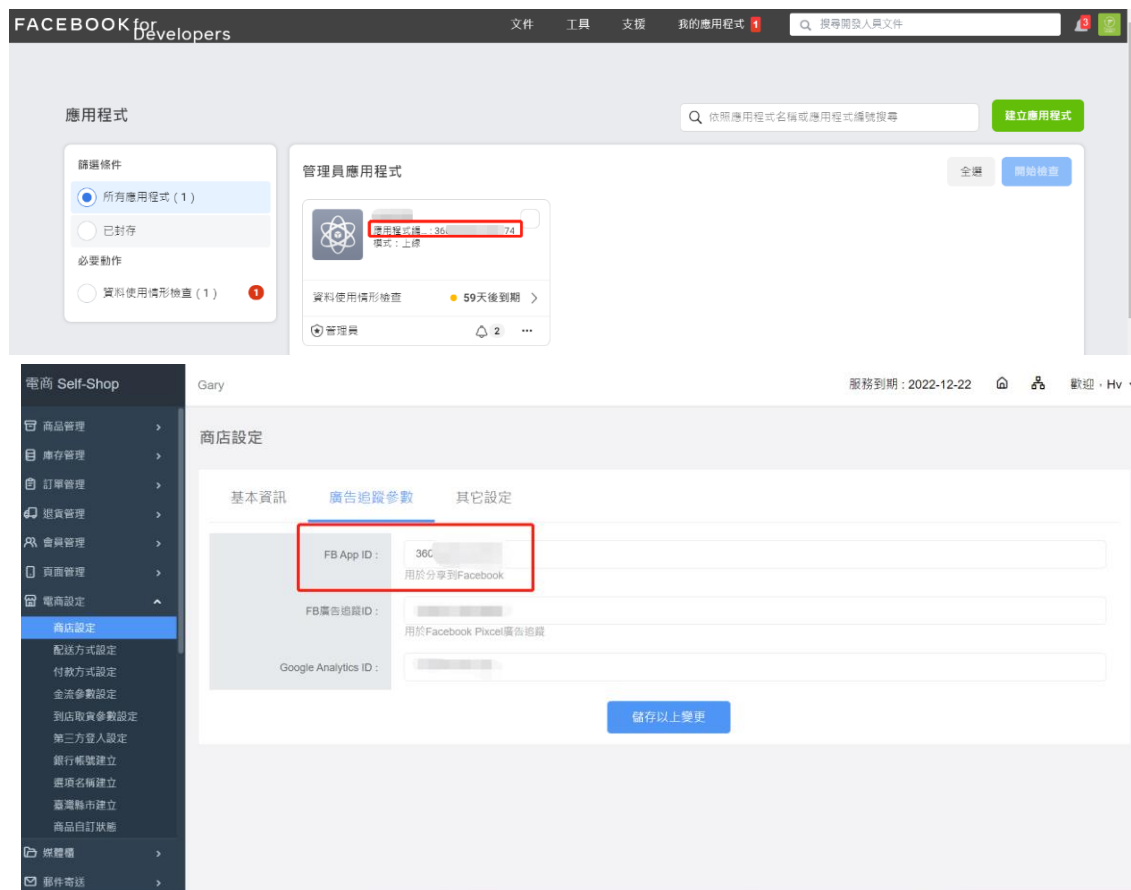 FACEBOOK for Developers
文件 工具 支援 我的應用程式 1 搜尋開發人員文件 3
應用程式
依照應用程式名稱或應用程式編號搜尋 建立應用程式
篩選條件
所有應用程式 ( 1 )
已封存
必要動作
資料使用情形檢查 ( 1 ) 1
管理員應用程式
全選 開始檢查
應用程式編... : 36 74
模式：上線
資料使用情形檢查 59天後到期
管理員 2 ...
電商 Self-Shop
Gary 服務到期 : 2022-12-22 歡迎，Hv
商品管理
庫存管理
訂單管理
退貨管理
會員管理
頁面管理
電商設定
商店設定
配送方式設定
付款方式設定
金流參數設定
到店取貨參數設定
第三方登入設定
銀行帳號建立
選項名稱建立
臺灣縣市建立
商品自訂狀態
媒體櫃
郵件寄送
商店設定
基本資訊 廣告追蹤參數 其它設定
FB App ID : 360
用於分享到Facebook
FB廣告追蹤ID :
用於Facebook Pixcel廣告追蹤
Google Analytics ID :
儲存以上變更